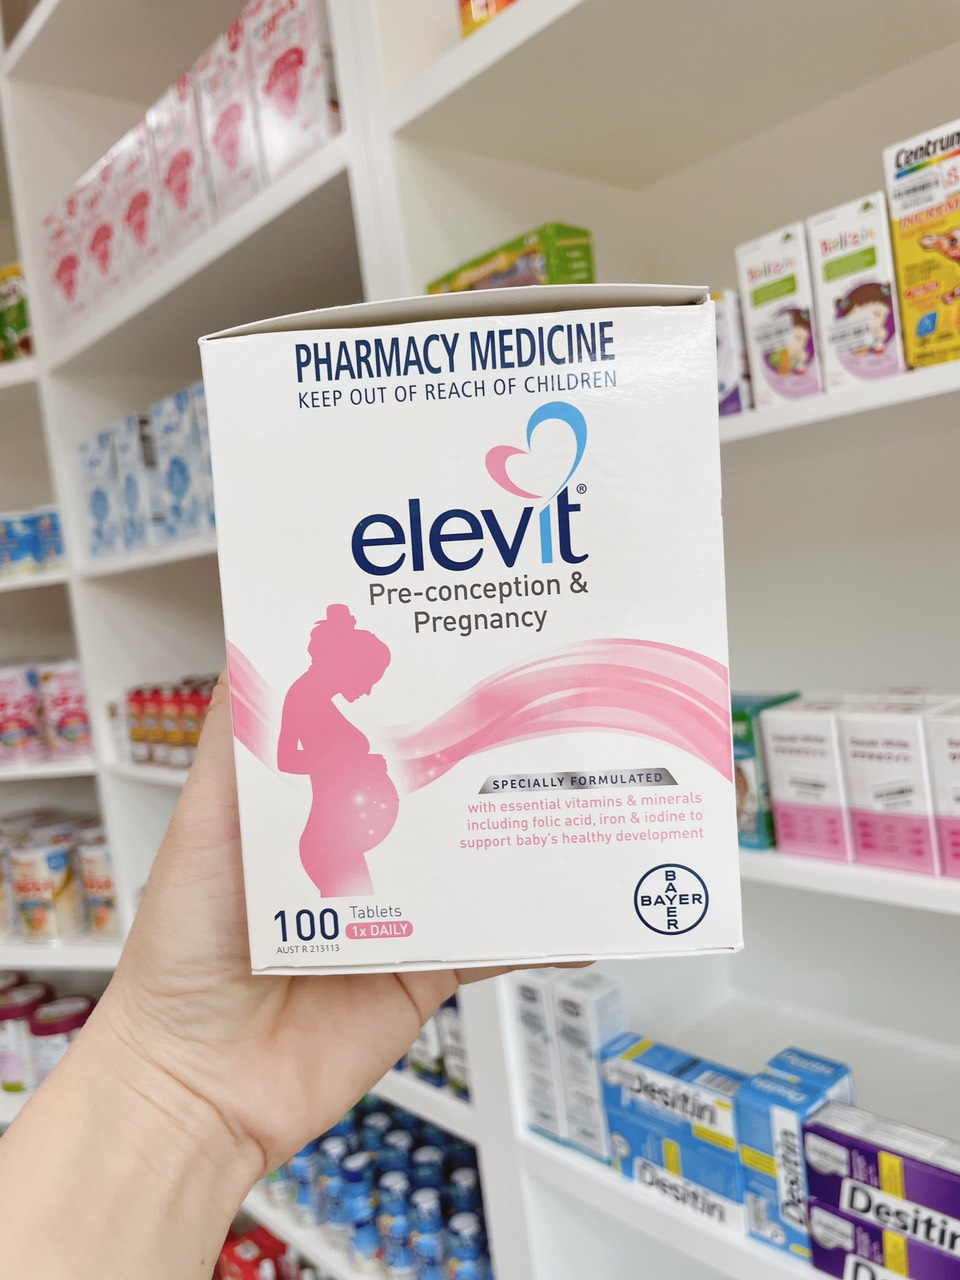 PHARMACY MEDICINE
KEEP OUT OF REACH OF CHILDREN
elevit®
Pre-conception &
Pregnancy
SPECIALLY FORMULATED
with essential vitamins & minerals
including folic acid, iron & iodine to
support baby's healthy development
BAYER
BAYER
100 Tablets
1x DAILY
AUST R 213113
Centrum
Desitin
Desitin
Desitin
Desitin